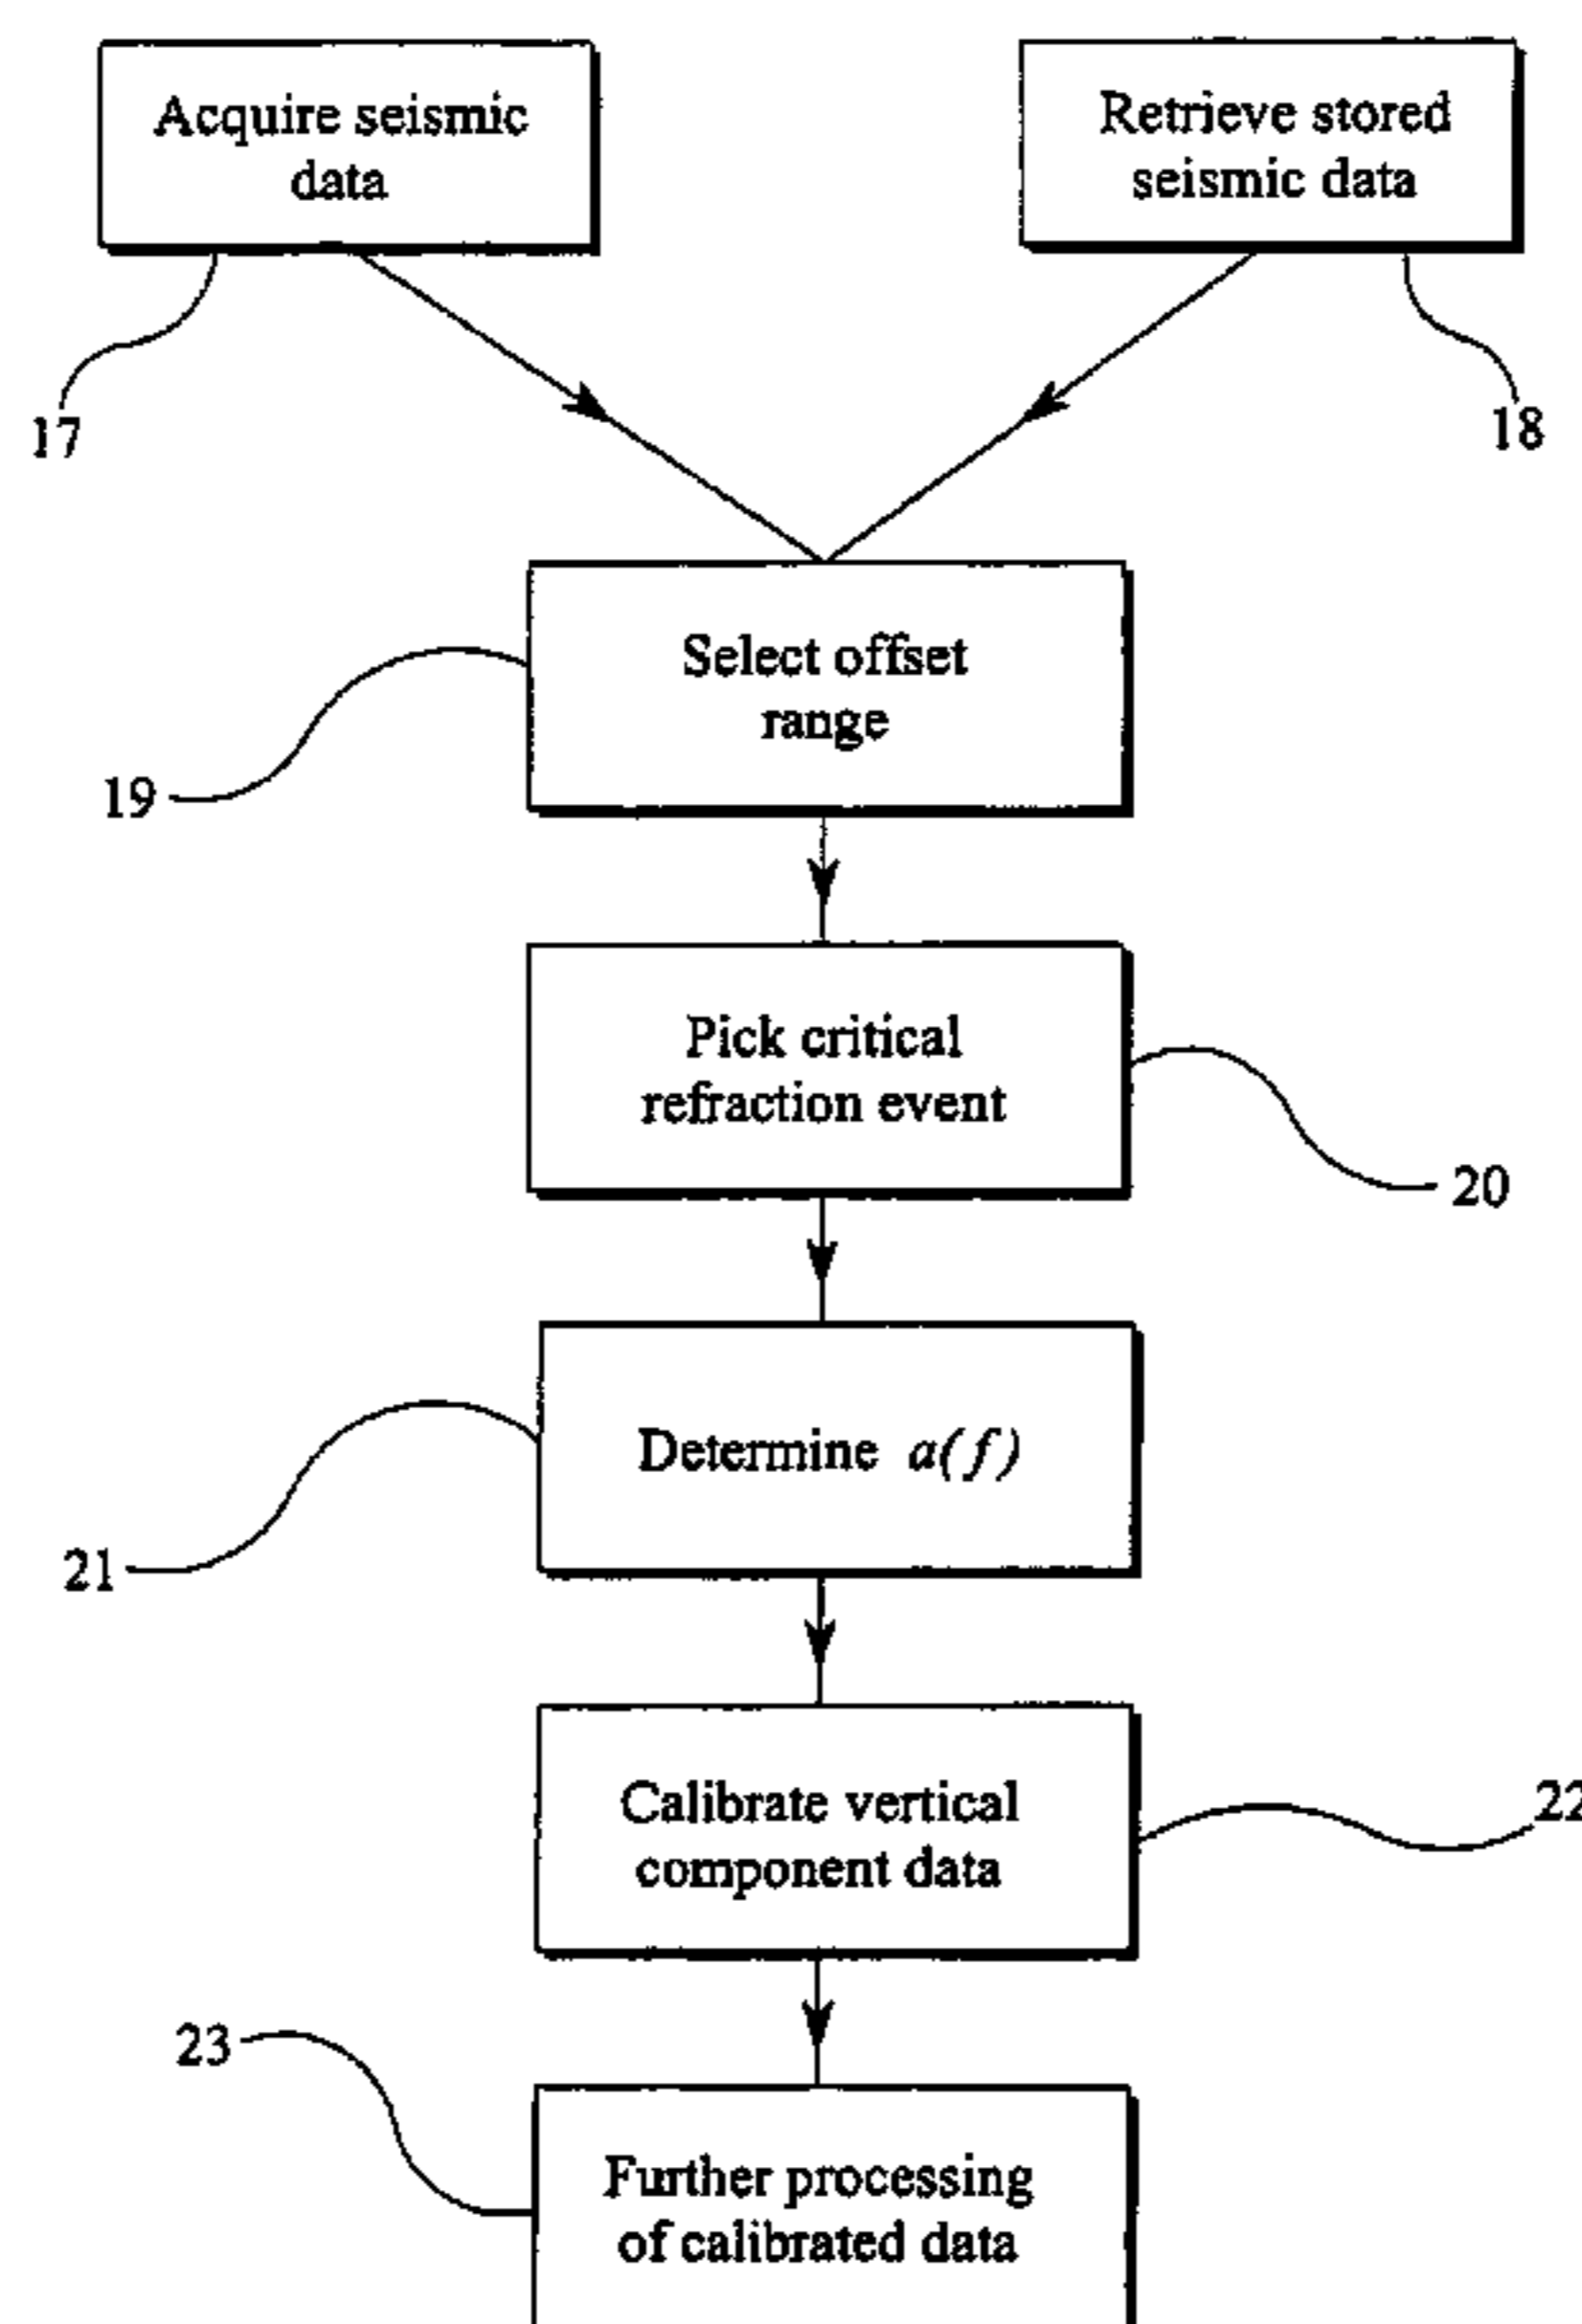 Acquire seismic
data
Retrieve stored
seismic data
17
18
Select offset
range
19
Pick critical
refraction event
20
Determine a(f)
21
Calibrate vertical
component data
22
23
Further processing
of calibrated data